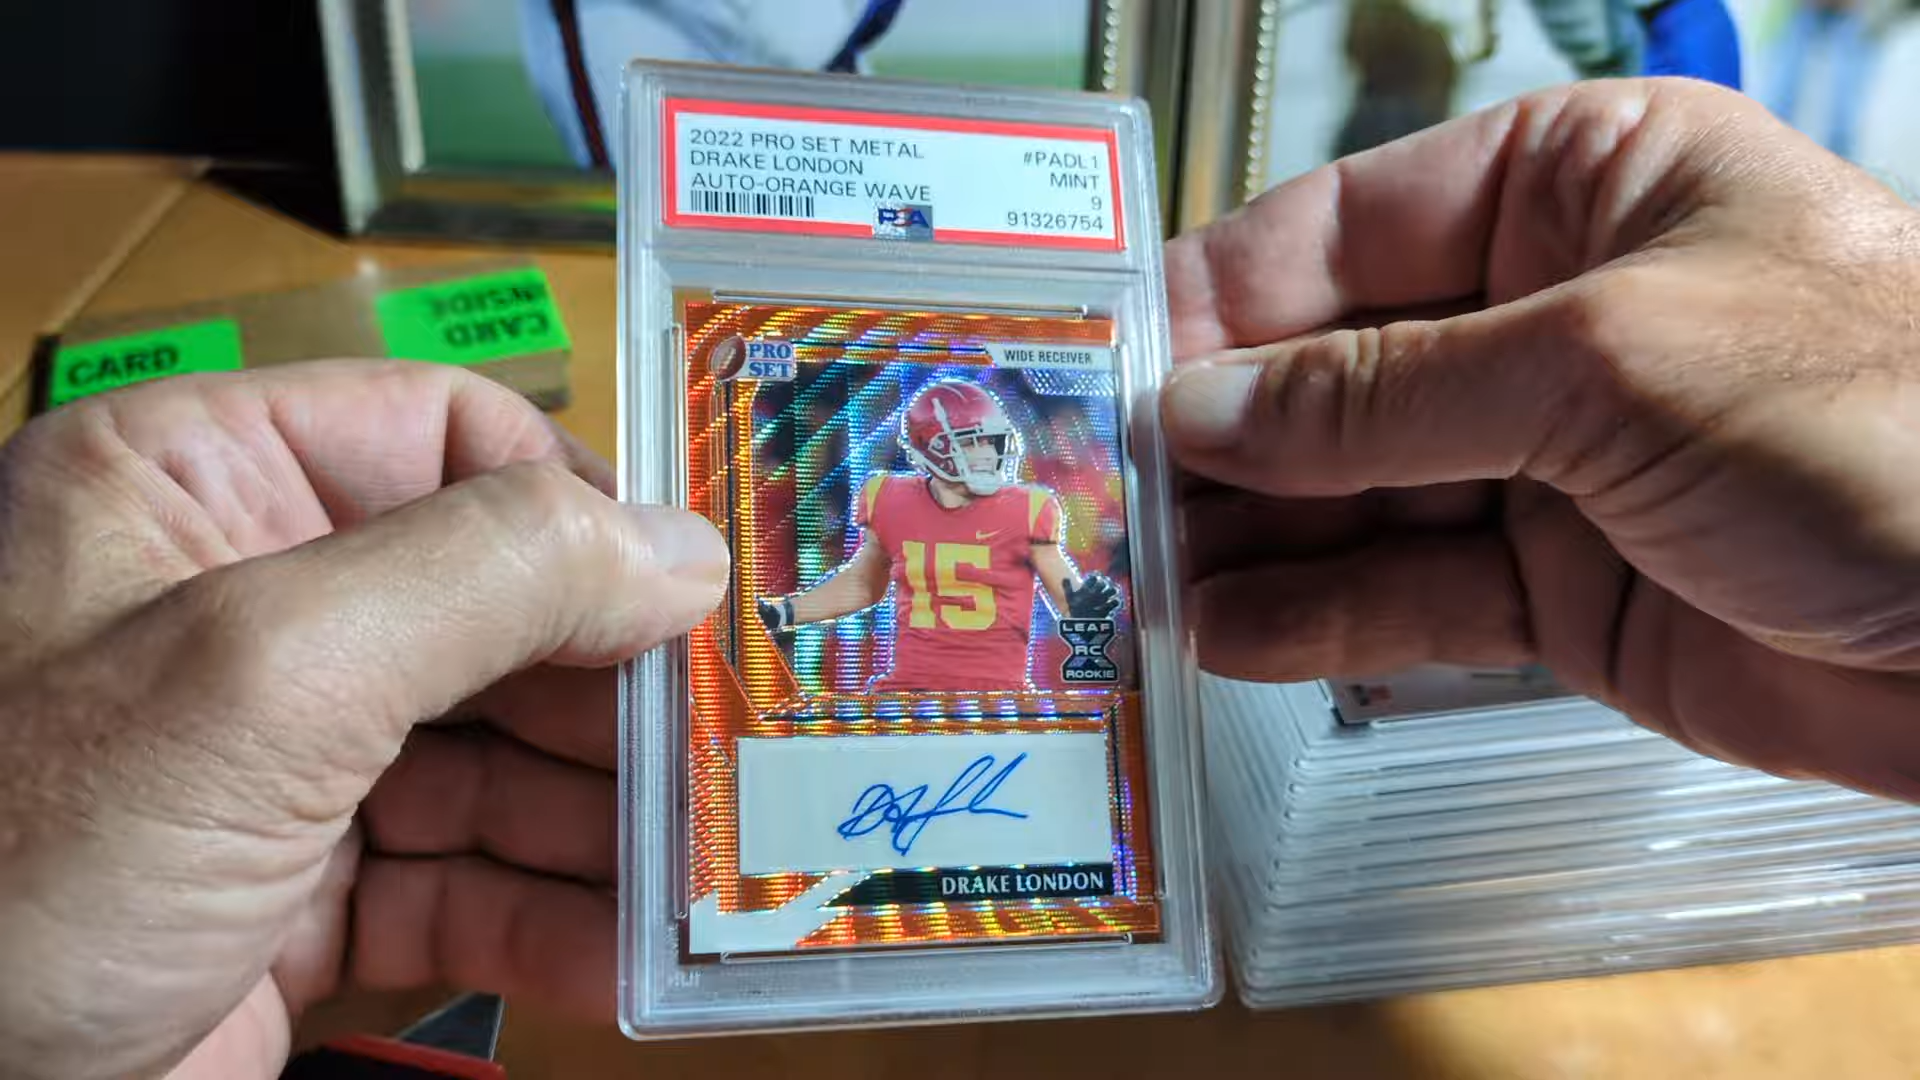 2022 PRO SET METAL
DRAKE LONDON
AUTO-ORANGE WAVE
#PADL1
MINT
9
91326754
PSA
PRO
SET
WIDE RECEIVER
15
LEAF
RC
ROOKIE
DRAKE LONDON
CARD
INSIDE
CARD